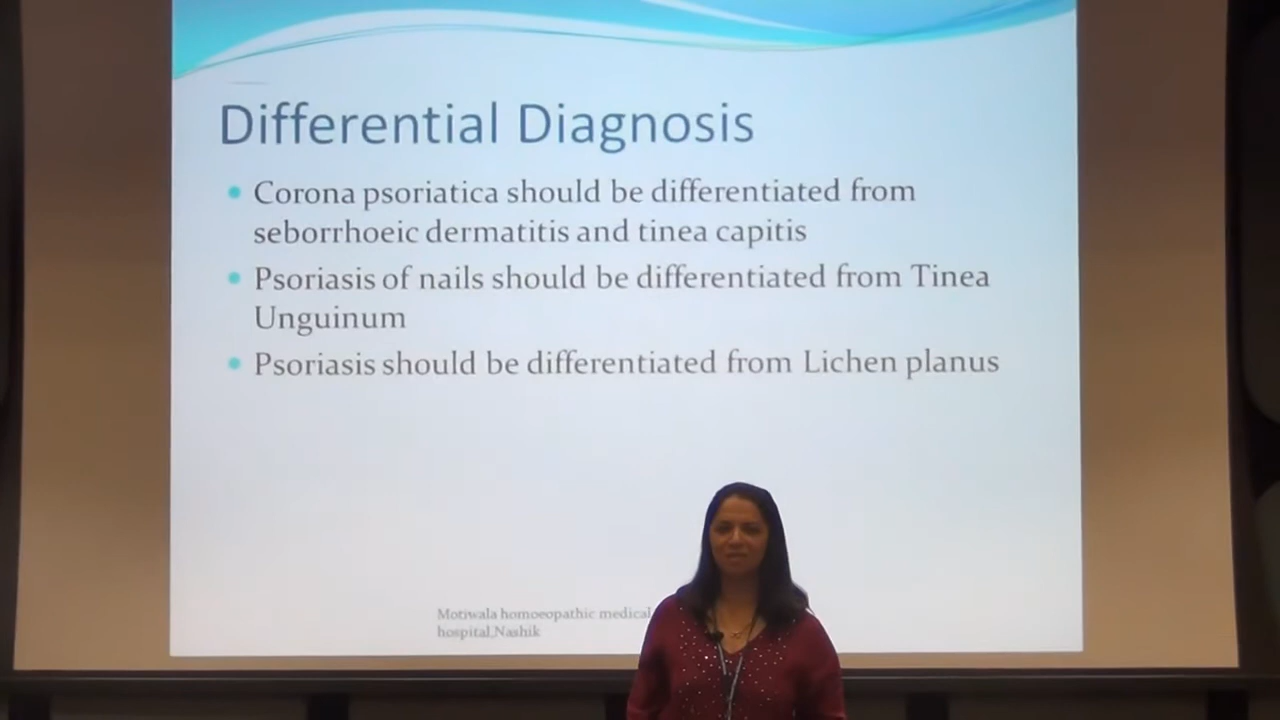 Differential Diagnosis
Corona psoriatica should be differentiated from
seborrhoeic dermatitis and tinea capitis
Psoriasis of nails should be differentiated from Tinea
Unguinum
Psoriasis should be differentiated from Lichen planus
Motiwala homoeopathic medical
hospital,Nashik